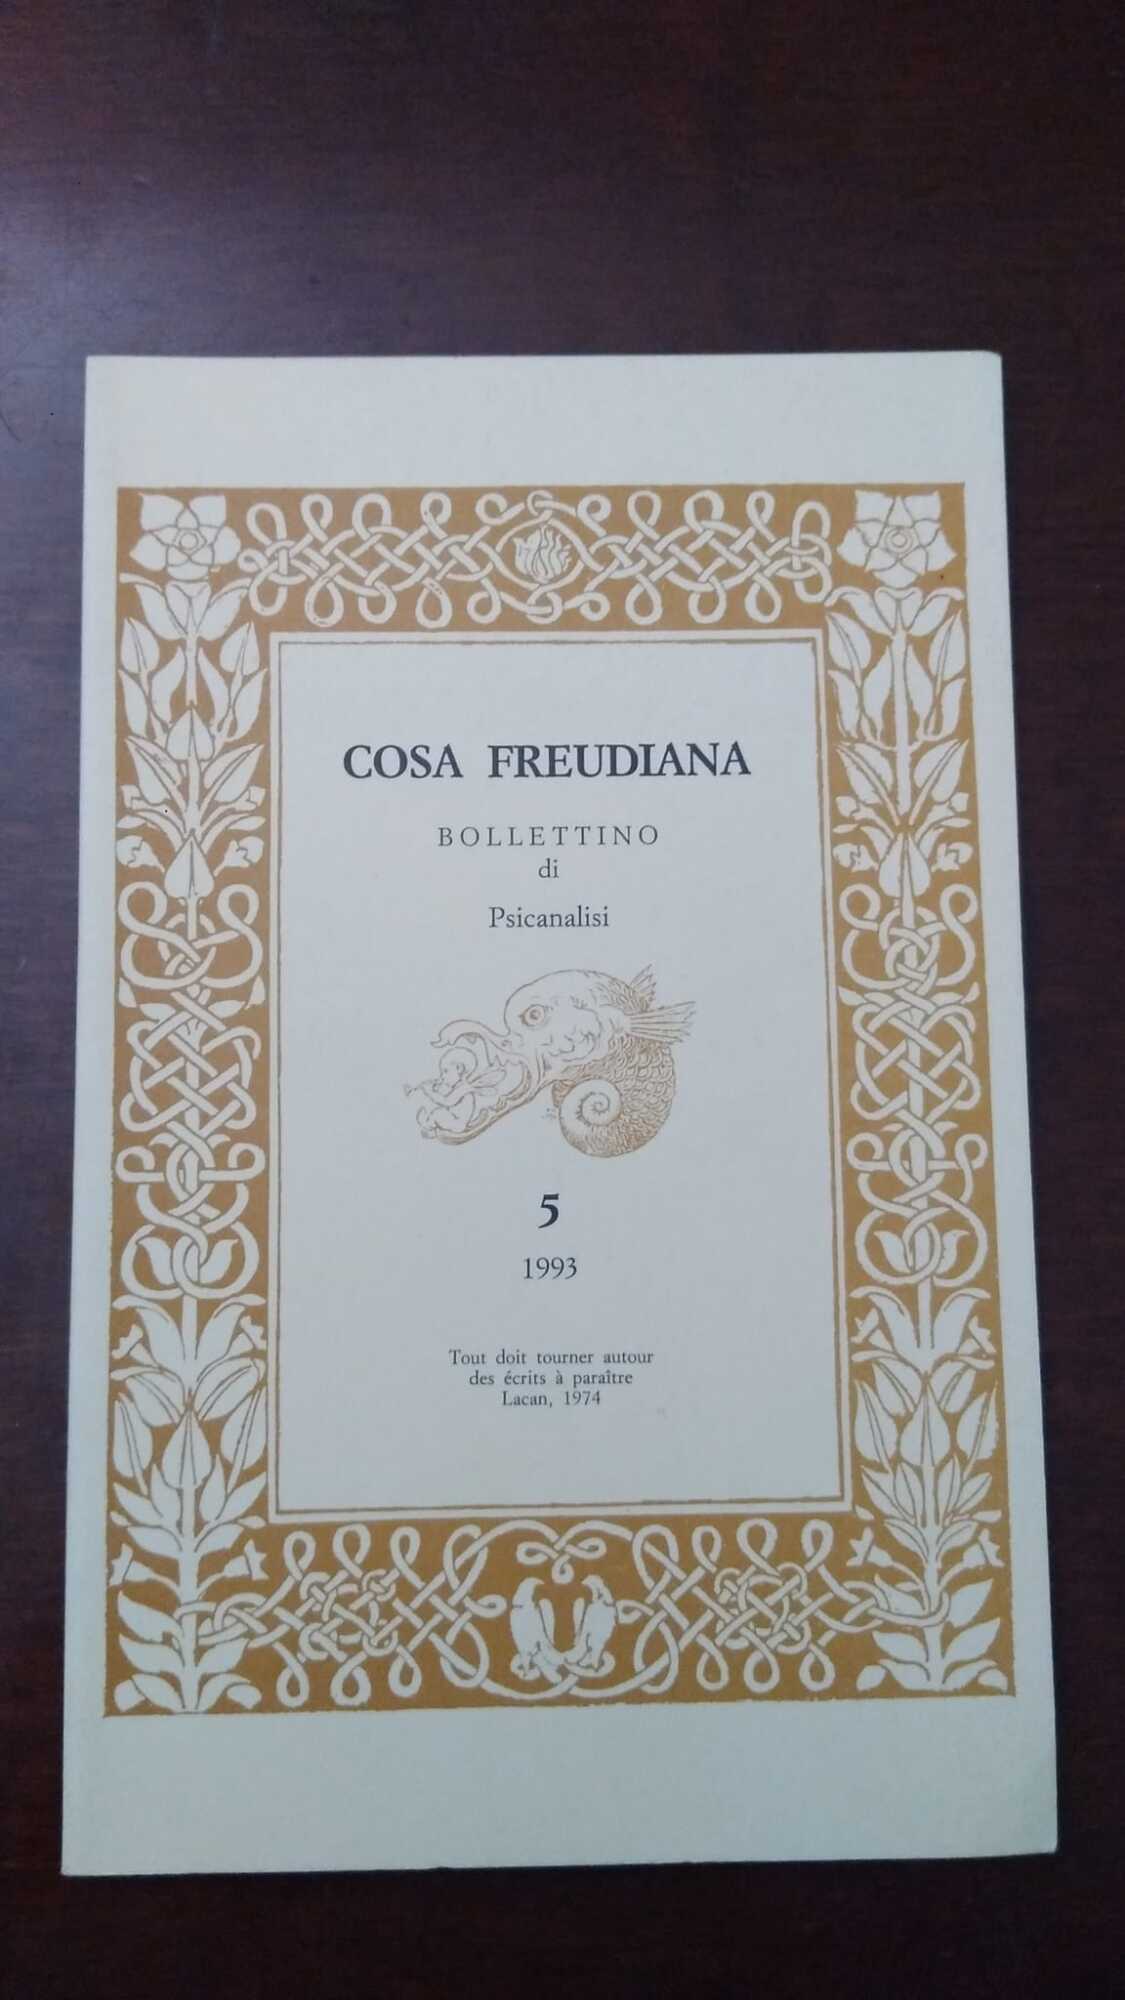 COSA FREUDIANA
BOLLETTINO
di
Psicanalisi
5
1993
Tout doit tourner autour
des écrits à paraître
Lacan, 1974